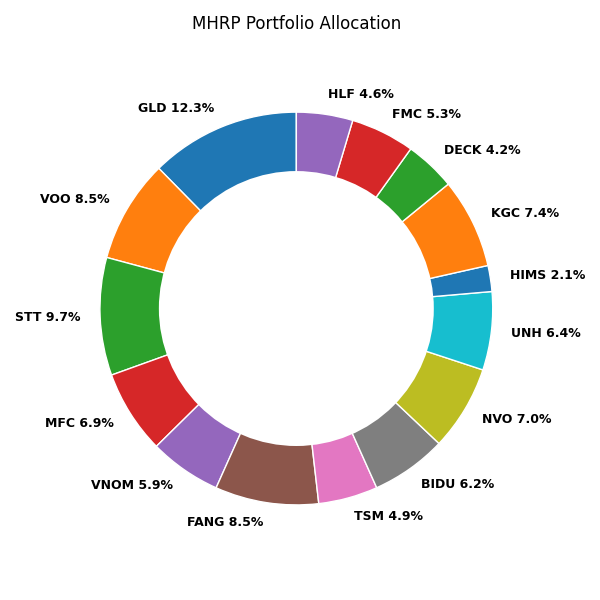 MHRP Portfolio Allocation
HLF 4.6%
GLD 12.3%
FMC 5.3%
DECK 4.2%
VOO 8.5%
KGC 7.4%
HIMS 2.1%
STT 9.7%
UNH 6.4%
MFC 6.9%
NVO 7.0%
VNOM 5.9%
BIDU 6.2%
FANG 8.5%
TSM 4.9%